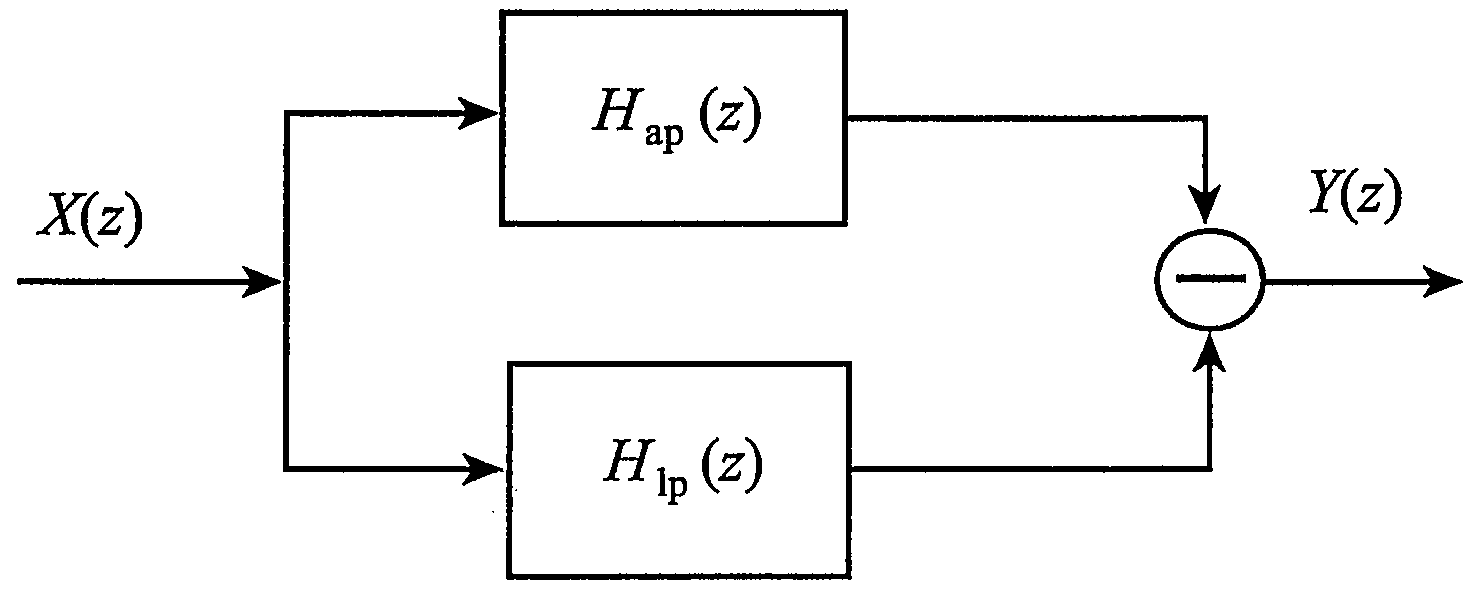 H_ap (z)
X(z)
Y(z)
−
H_lp (z)